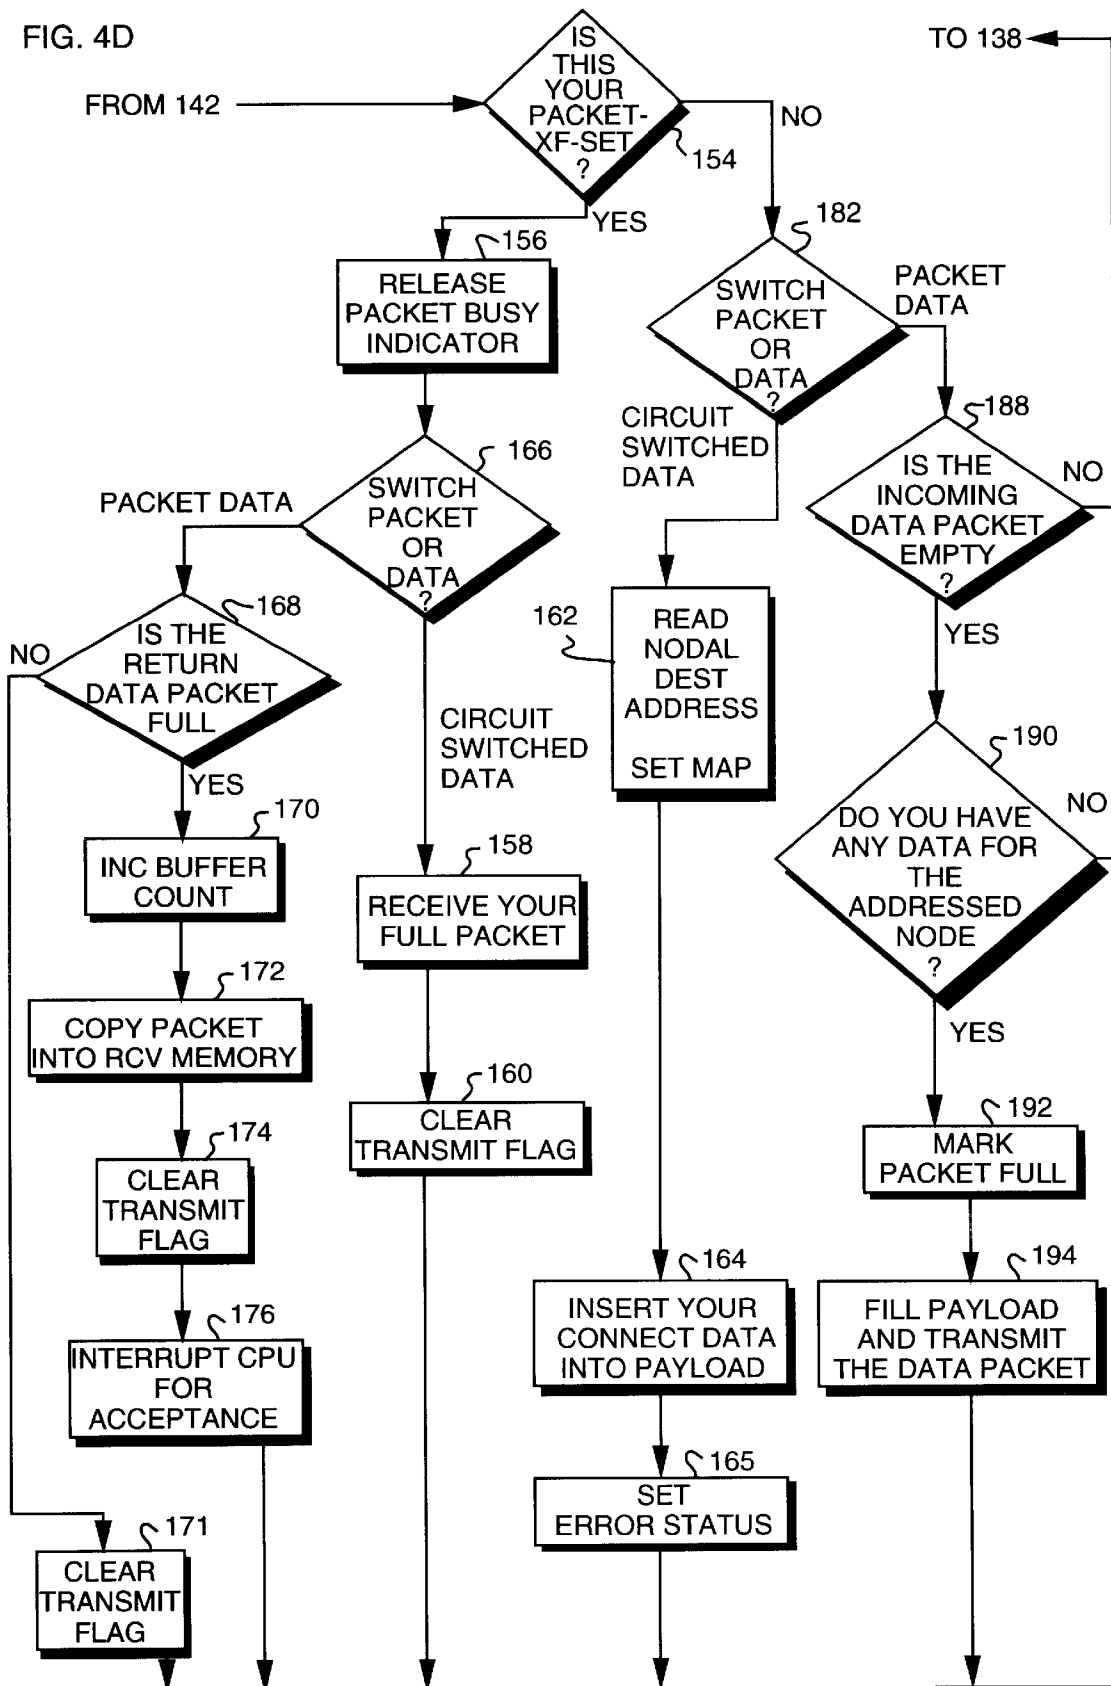 FIG. 4D
TO 138
FROM 142
IS
THIS
YOUR
PACKET-
XF-SET
?
154
NO
YES
156
RELEASE
PACKET BUSY
INDICATOR
182
SWITCH
PACKET
OR
DATA
?
PACKET
DATA
CIRCUIT
SWITCHED
DATA
166
SWITCH
PACKET
OR
DATA
?
PACKET DATA
188
IS THE
INCOMING
DATA PACKET
EMPTY
?
NO
YES
168
IS THE
RETURN
DATA PACKET
FULL
NO
YES
CIRCUIT
SWITCHED
DATA
162
READ
NODAL
DEST
ADDRESS
SET MAP
190
DO YOU HAVE
ANY DATA FOR
THE
ADDRESSED
NODE
?
NO
YES
170
INC BUFFER
COUNT
158
RECEIVE YOUR
FULL PACKET
172
COPY PACKET
INTO RCV MEMORY
160
CLEAR
TRANSMIT FLAG
192
MARK
PACKET FULL
174
CLEAR
TRANSMIT
FLAG
164
INSERT YOUR
CONNECT DATA
INTO PAYLOAD
194
FILL PAYLOAD
AND TRANSMIT
THE DATA PACKET
176
INTERRUPT CPU
FOR
ACCEPTANCE
165
SET
ERROR STATUS
171
CLEAR
TRANSMIT
FLAG